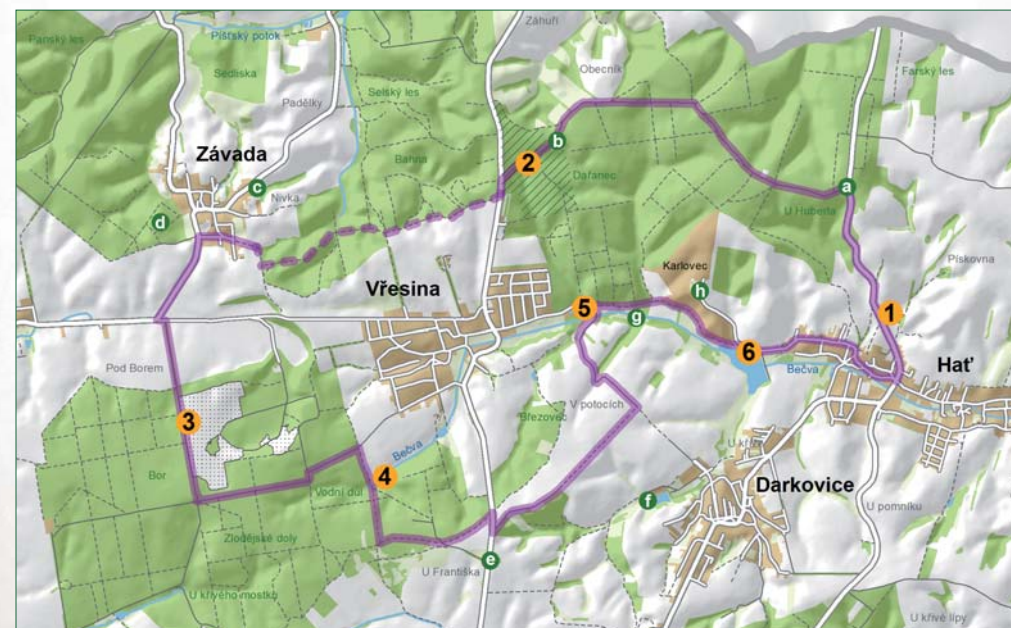 Záhuří
Píšťský potok
Panský les
Obecník
Farský les
Sedliska
Selský les
Padělky
Závada
b
2
Bahna
Dařanec
a
c
Nivka
U Huberta
d
Pískovna
Karlovec
Vřesina
h
5
g
1
6
Hať
Bečva
Pod Borem
V potocích
3
Březovec
U kříže
Bečva
4
Bor
Vodní důl
Darkovice
f
U pomníku
Zlodějské doly
e
U Františka
U křivého mostku
U křivé lípy